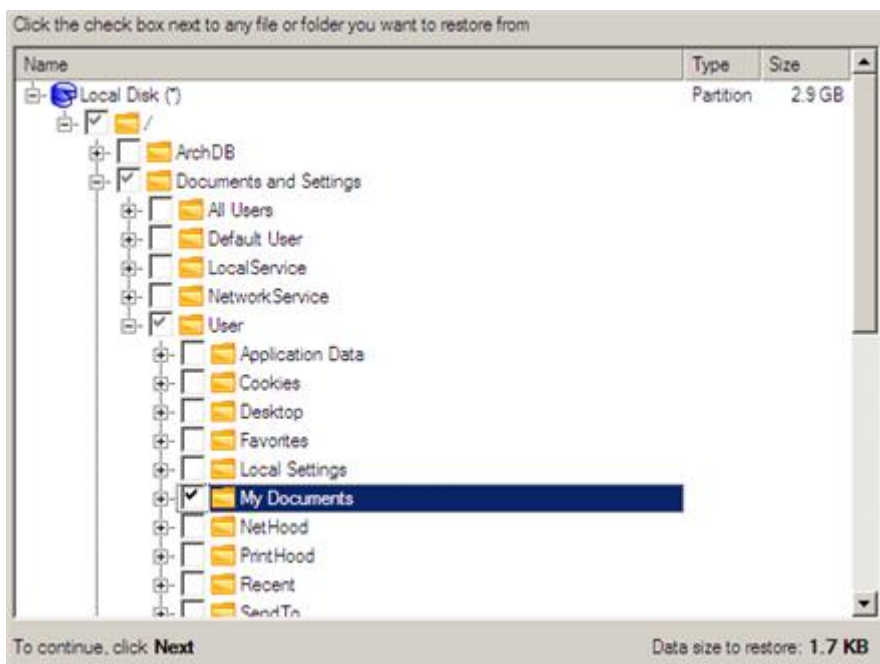 Click the check box next to any file or folder you want to restore from
Name Type Size
Local Disk (*) Partition 2.9 GB
/
ArchDB
Documents and Settings
All Users
Default User
LocalService
NetworkService
User
Application Data
Cookies
Desktop
Favorites
Local Settings
My Documents
NetHood
PrintHood
Recent
SendTo
To continue, click Next Data size to restore: 1.7 KB